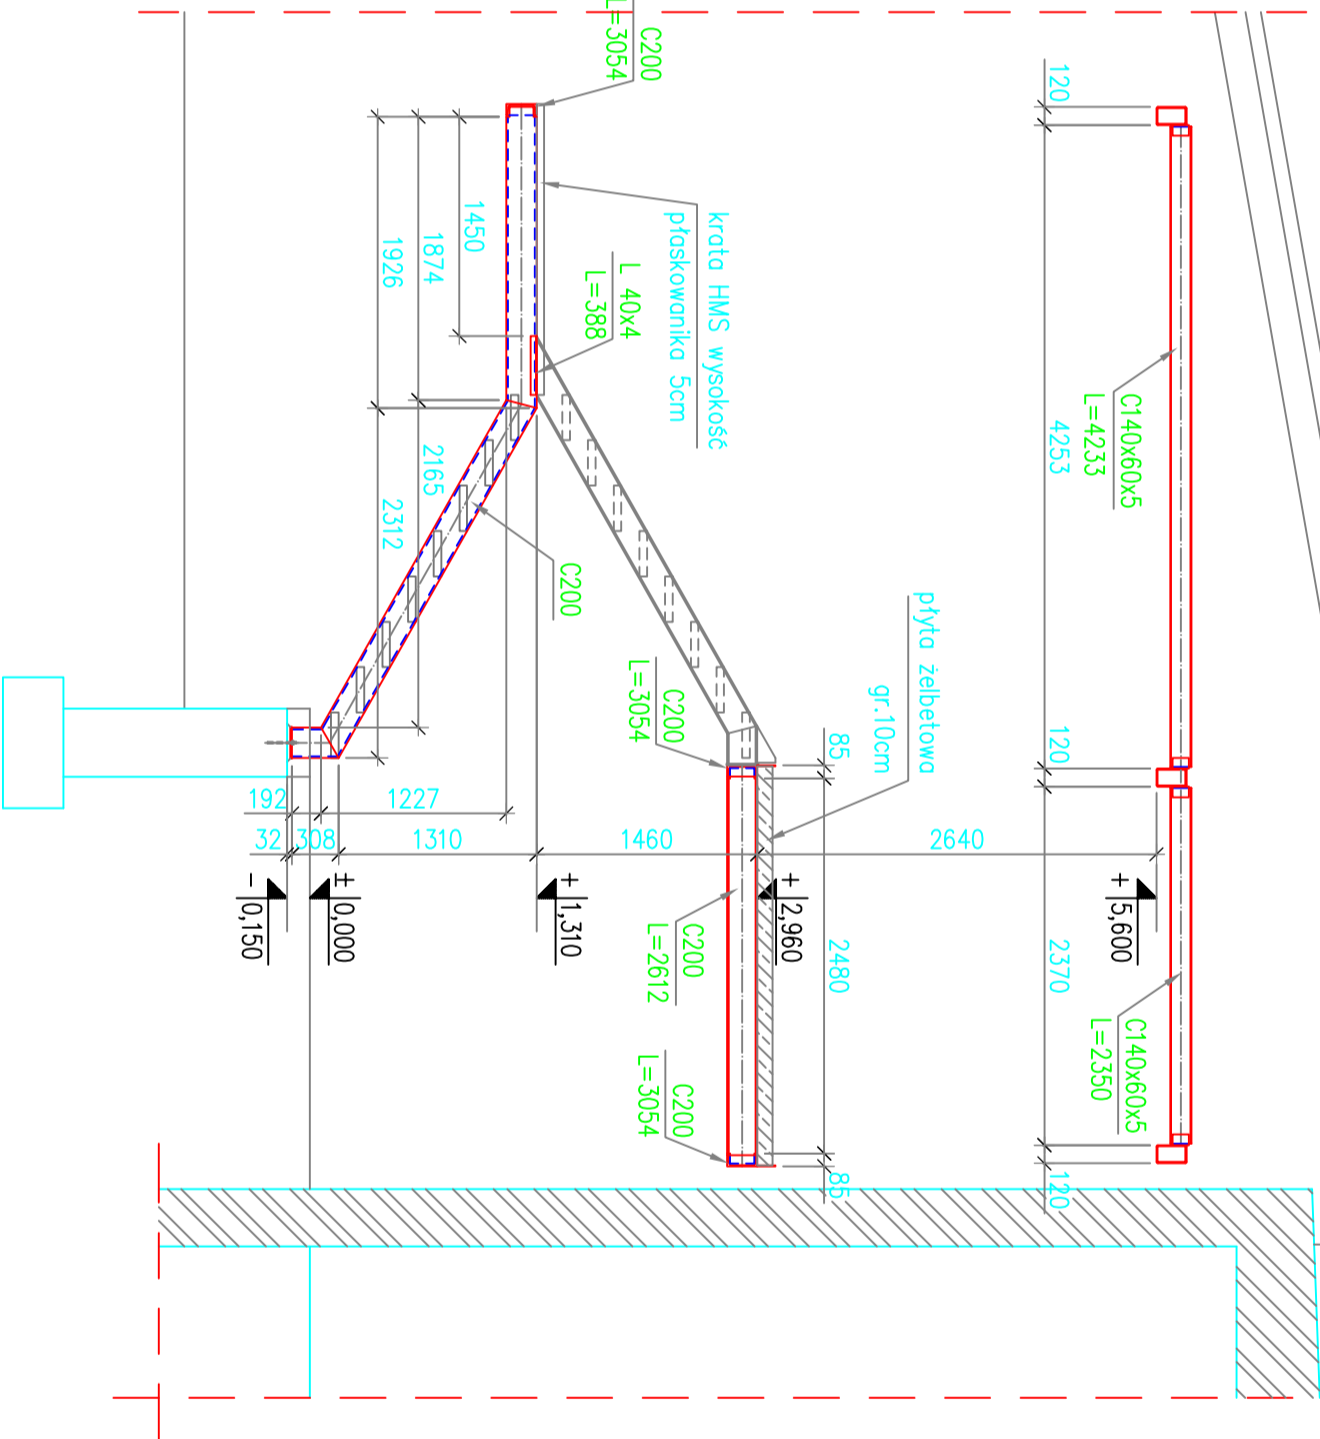 120
4253
120
2370
120
C140x60x5
L=4233
C140x60x5
L=2350
+5,600
2640
płyta żelbetowa
gr.10cm
85
2480
85
+2,960
C200
L=3054
C200
L=2612
C200
L=3054
1460
krata HMS wysokość
płaskowanika 5cm
C200
L=3054
L 40x4
L=388
C200
+1,310
1450
1874
2165
1926
2312
1227
192
1310
308
32
±0,000
-0,150